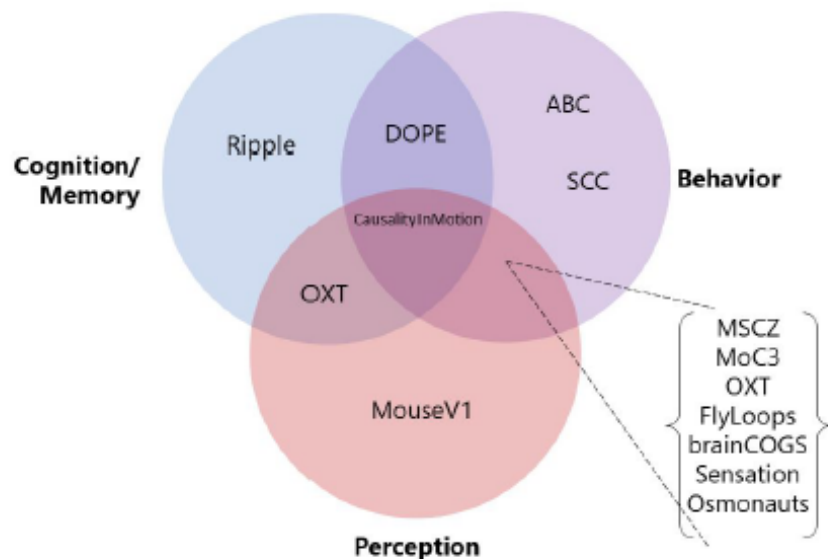 ABC
DOPE
Ripple
Cognition/
Memory
SCC
Behavior
CausalityInMotion
OXT
MSCZ
MoC3
OXT
FlyLoops
brainCOGS
Sensation
Osmonauts
MouseV1
Perception